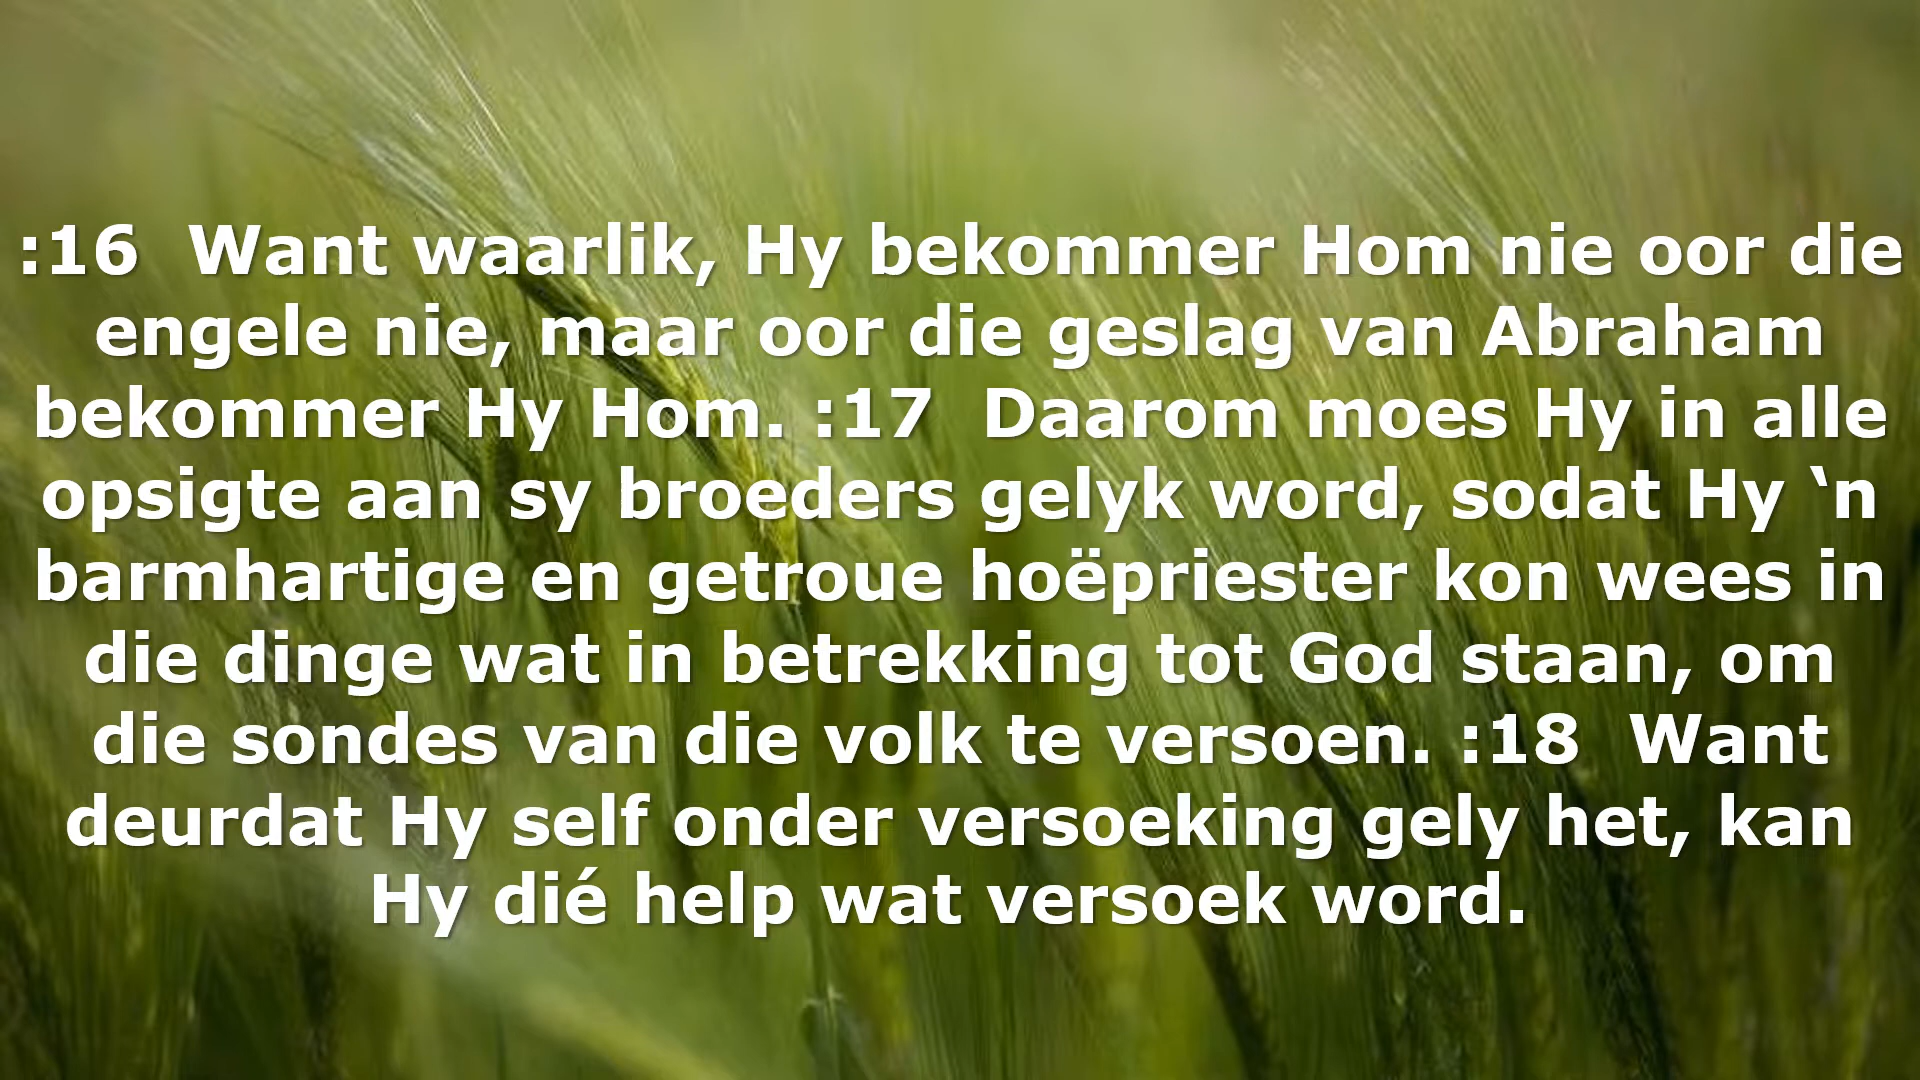 :16  Want waarlik, Hy bekommer Hom nie oor die
engele nie, maar oor die geslag van Abraham
bekommer Hy Hom. :17  Daarom moes Hy in alle
opsigte aan sy broeders gelyk word, sodat Hy ‘n
barmhartige en getroue hoëpriester kon wees in
die dinge wat in betrekking tot God staan, om
die sondes van die volk te versoen. :18  Want
deurdat Hy self onder versoeking gely het, kan
Hy dié help wat versoek word.